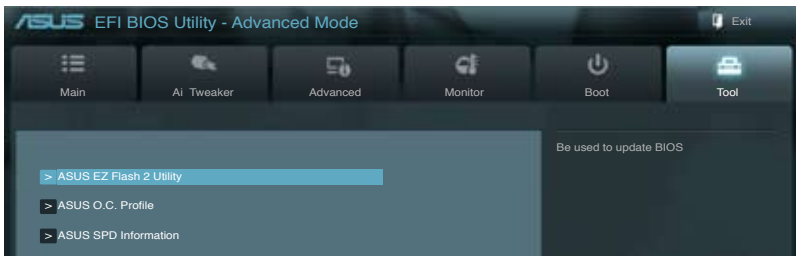 ASUS EFI BIOS Utility - Advanced Mode
Exit
Main
Ai Tweaker
Advanced
Monitor
Boot
Tool
Be used to update BIOS
> ASUS EZ Flash 2 Utility
> ASUS O.C. Profile
> ASUS SPD Information